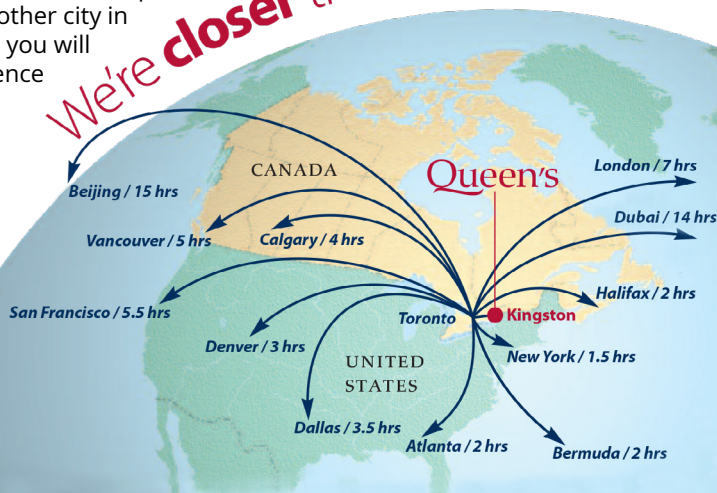 other city in
you will
ence
We're closer
CANADA
Queen's
London / 7 hrs
Beijing / 15 hrs
Dubai / 14 hrs
Vancouver / 5 hrs
Calgary / 4 hrs
Halifax / 2 hrs
San Francisco / 5.5 hrs
Toronto
Kingston
Denver / 3 hrs
New York / 1.5 hrs
UNITED
STATES
Dallas / 3.5 hrs
Atlanta / 2 hrs
Bermuda / 2 hrs